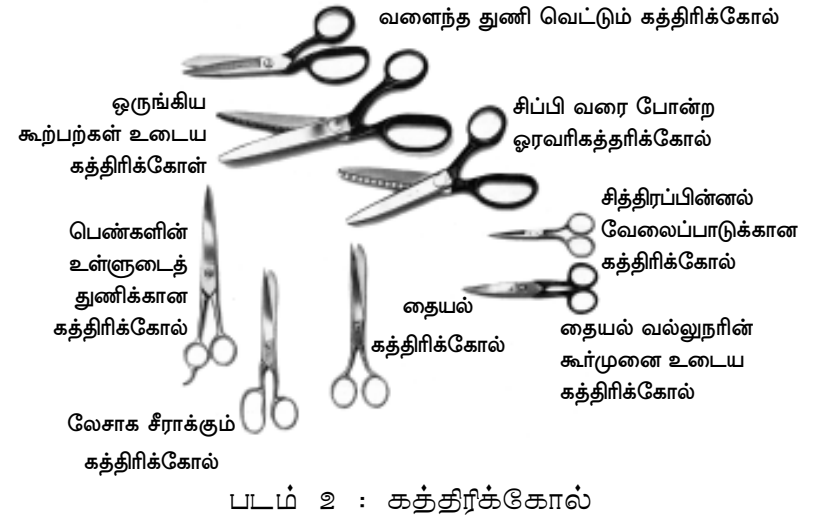 வளைந்த துணி வெட்டும் கத்திரிக்கோல்
ஒருங்கிய
கூற்பற்கள் உடைய
கத்திரிக்கோள்
சிப்பி வரை போன்ற
ஓரவரிகத்தரிக்கோல்
சித்திரப்பின்னல்
வேலைப்பாடுக்கான
கத்திரிக்கோல்
பெண்களின்
உள்ளுடைத்
துணிக்கான
கத்திரிக்கோல்
தையல்
கத்திரிக்கோல்
தையல் வல்லுநரின்
கூர்முனை உடைய
கத்திரிக்கோல்
லேசாக சீராக்கும்
கத்திரிக்கோல்
படம் 2 : கத்திரிக்கோல்